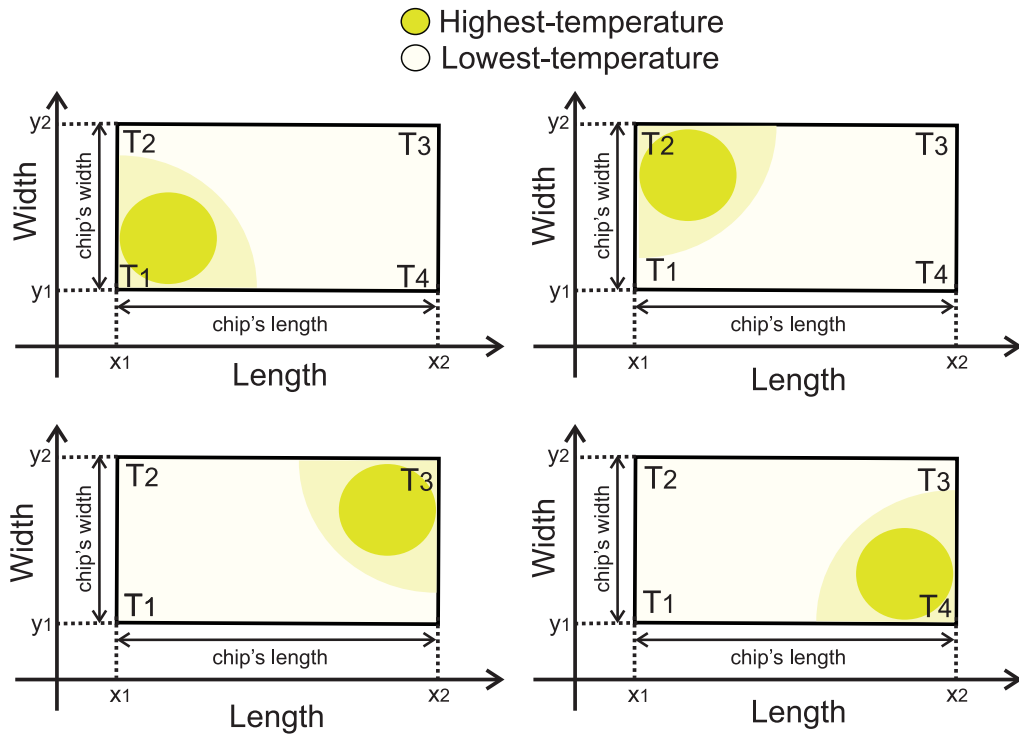 Highest-temperature
Lowest-temperature
y2
T2
T3
Width
chip's width
T1
T4
y1
chip's length
x1
x2
Length
y2
T2
T3
Width
chip's width
T1
T4
y1
chip's length
x1
x2
Length
y2
T2
T3
Width
chip's width
T1
y1
chip's length
x1
x2
Length
y2
T2
T3
Width
chip's width
T1
T4
y1
chip's length
x1
x2
Length